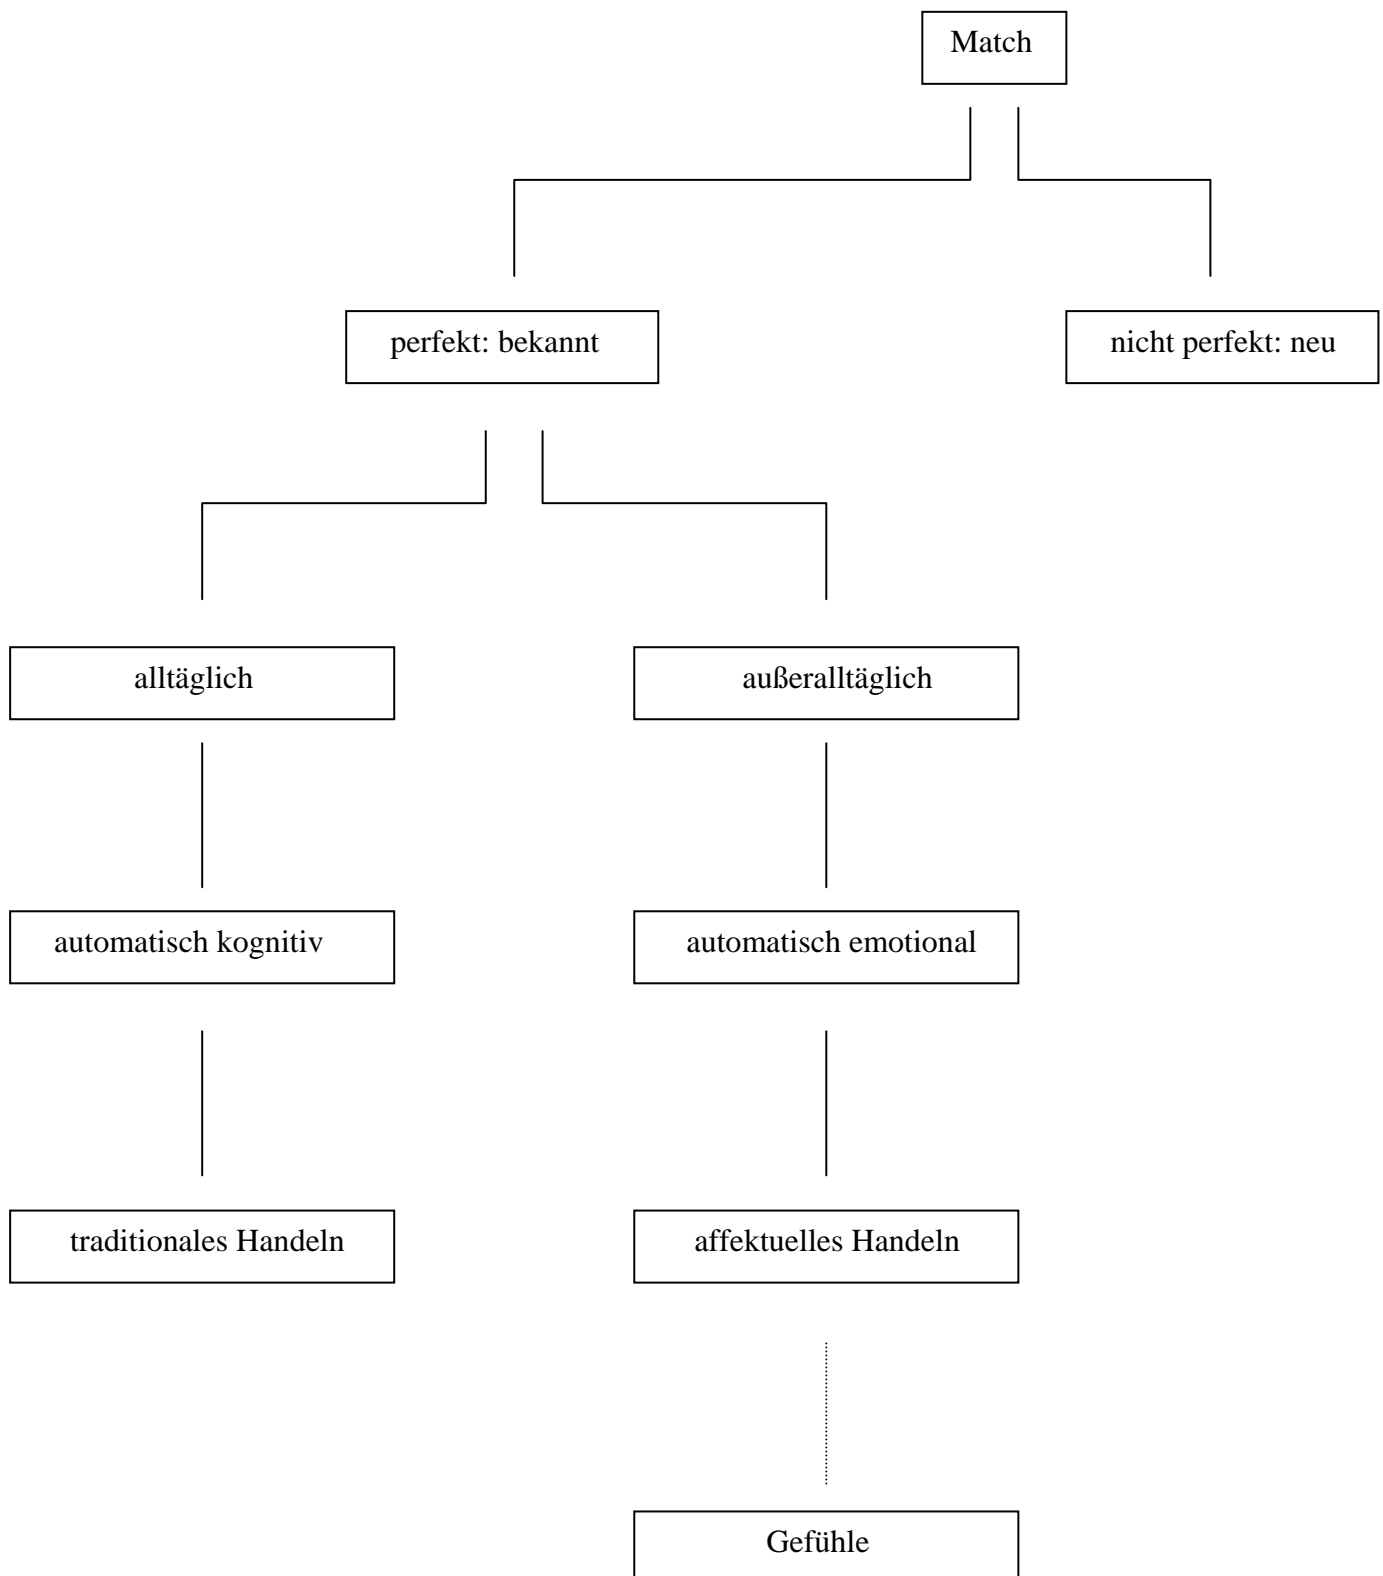 Match
perfekt: bekannt
nicht perfekt: neu
alltäglich
außeralltäglich
automatisch kognitiv
automatisch emotional
traditionales Handeln
affektuelles Handeln
Gefühle